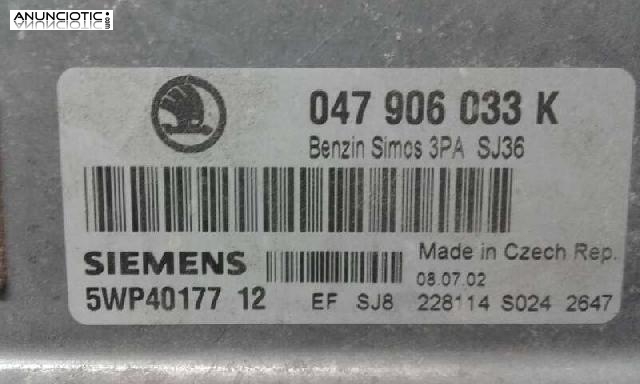 ANUNCIOTIC.com
047 906 033 K
Benzin Simos 3PA SJ36
SIEMENS
Made in Czech Rep.
08.07.02
5WP40177 12
EF SJ8 228114 S024 2647